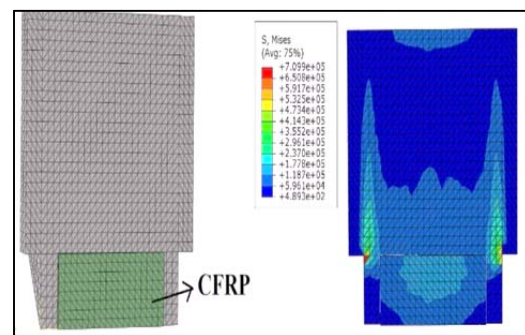 S, Mises
(Avg: 75%)
+7.099e+05
+6.508e+05
+5.917e+05
+5.325e+05
+4.734e+05
+4.143e+05
+3.552e+05
+2.961e+05
+2.370e+05
+1.778e+05
+1.187e+05
+5.961e+04
+4.893e+02
CFRP